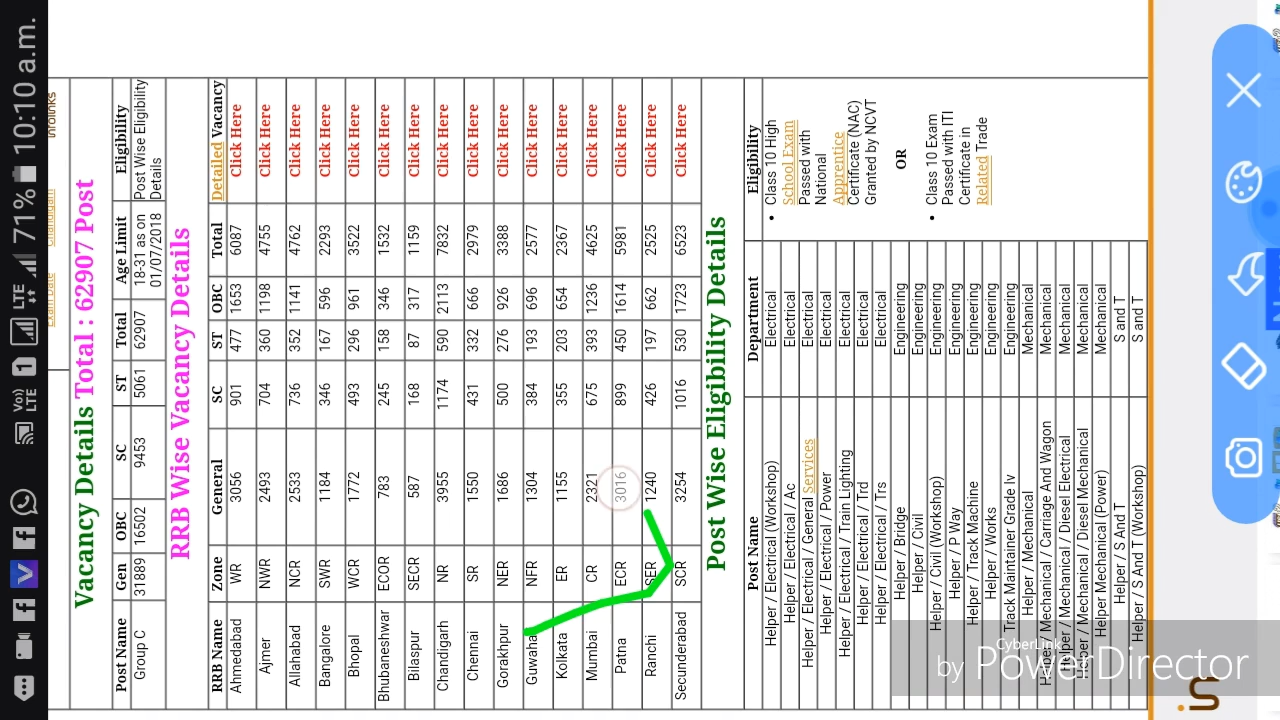 10:10 a.m.
71%
LTE
1
Vo)) LTE
infolinks
Chandigarh
Exam Date
Vacancy Details Total : 62907 Post
Post Name Gen OBC SC ST Total Age Limit Eligibility
Group C 31889 16502 9453 5061 62907 18-31 as on 01/07/2018 Post Wise Eligibility Details
RRB Wise Vacancy Details
RRB Name Zone General SC ST OBC Total Detailed Vacancy
Ahmedabad WR 3056 901 477 1653 6087 Click Here
Ajmer NWR 2493 704 360 1198 4755 Click Here
Allahabad NCR 2533 736 352 1141 4762 Click Here
Bangalore SWR 1184 346 167 596 2293 Click Here
Bhopal WCR 1772 493 296 961 3522 Click Here
Bhubaneshwar ECOR 783 245 158 346 1532 Click Here
Bilaspur SECR 587 168 87 317 1159 Click Here
Chandigarh NR 3955 1174 590 2113 7832 Click Here
Chennai SR 1550 431 332 666 2979 Click Here
Gorakhpur NER 1686 500 276 926 3388 Click Here
Guwaha NFR 1304 384 193 696 2577 Click Here
Kolkata ER 1155 355 203 654 2367 Click Here
Mumbai CR 2321 675 393 1236 4625 Click Here
Patna ECR 3016 899 450 1614 5981 Click Here
Ranchi SER 1240 426 197 662 2525 Click Here
Secunderabad SCR 3254 1016 530 1723 6523 Click Here
Post Wise Eligibility Details
Post Name Department Eligibility
Helper / Electrical (Workshop) Electrical
Helper / Electrical / Ac Electrical
Helper / Electrical / General Services Electrical
Helper / Electrical / Power Electrical
Helper / Electrical / Train Lighting Electrical
Helper / Electrical / Trd Electrical
Helper / Electrical / Trs Electrical
Helper / Bridge Engineering
Helper / Civil Engineering
Helper / Civil (Workshop) Engineering
Helper / P Way Engineering
Helper / Track Machine Engineering
Helper / Works Engineering
Track Maintainer Grade Iv Engineering
Helper / Mechanical Mechanical
Helper / Mechanical / Carriage And Wagon Mechanical
Helper / Mechanical / Diesel Electrical Mechanical
Helper / Mechanical / Diesel Mechanical Mechanical
Helper Mechanical (Power) Mechanical
Helper / S And T S and T
Helper / S And T (Workshop) S and T
• Class 10 High
School Exam
Passed with
National
Apprentice
Certificate (NAC)
Granted by NCVT
OR
• Class 10 Exam
Passed with ITI
Certificate in
Related Trade
CyberLink
by PowerDirector
.S